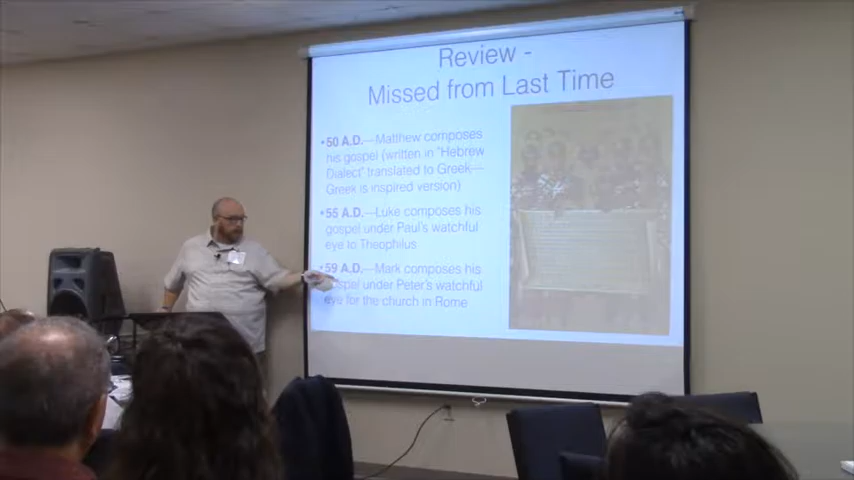 Review -
Missed from Last Time
•50 A.D.—Matthew composes
his gospel (written in "Hebrew
Dialect" translated to Greek—
Greek is inspired version)
•55 A.D.—Luke composes his
gospel under Paul's watchful
eye to Theophilus.
•59 A.D.—Mark composes his
gospel under Peter's watchful
eye for the church in Rome